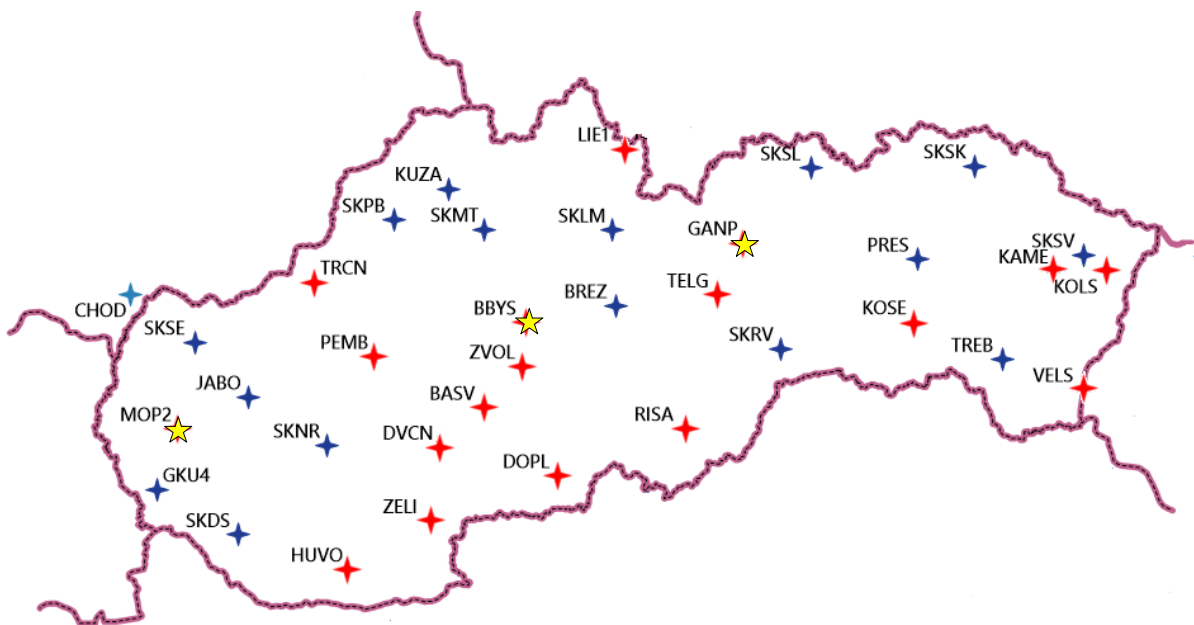 LIE1
SKSL
SKSK
KUZA
SKPB
SKMT
SKLM
GANP
PRES
SKSV
KAME
KOLS
TRCN
TELG
BREZ
CHOD
BBYS
KOSE
SKSE
PEMB
ZVOL
SKRV
TREB
VELS
JABO
BASV
MOP2
RISA
SKNR
DVCN
DOPL
GKU4
ZELI
SKDS
HUVO